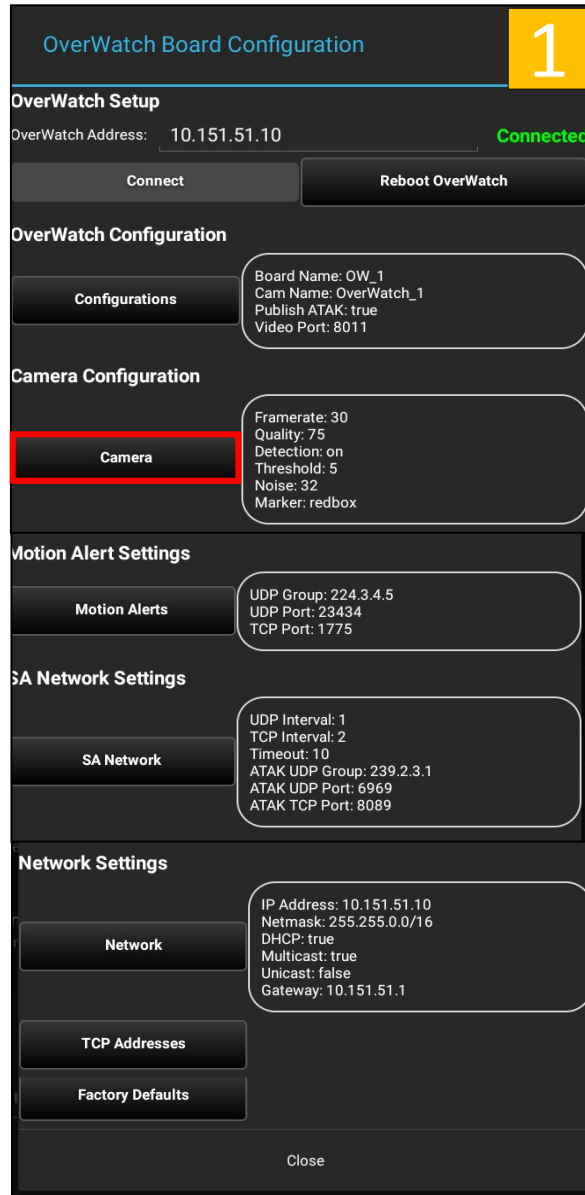 OverWatch Board Configuration
1
OverWatch Setup
OverWatch Address: 10.151.51.10 Connected
Connect Reboot OverWatch
OverWatch Configuration
Configurations
Board Name: OW_1
Cam Name: OverWatch_1
Publish ATAK: true
Video Port: 8011
Camera Configuration
Camera
Framerate: 30
Quality: 75
Detection: on
Threshold: 5
Noise: 32
Marker: redbox
Motion Alert Settings
Motion Alerts
UDP Group: 224.3.4.5
UDP Port: 23434
TCP Port: 1775
SA Network Settings
SA Network
UDP Interval: 1
TCP Interval: 2
Timeout: 10
ATAK UDP Group: 239.2.3.1
ATAK UDP Port: 6969
ATAK TCP Port: 8089
Network Settings
Network
IP Address: 10.151.51.10
Netmask: 255.255.0.0/16
DHCP: true
Multicast: true
Unicast: false
Gateway: 10.151.51.1
TCP Addresses
Factory Defaults
Close